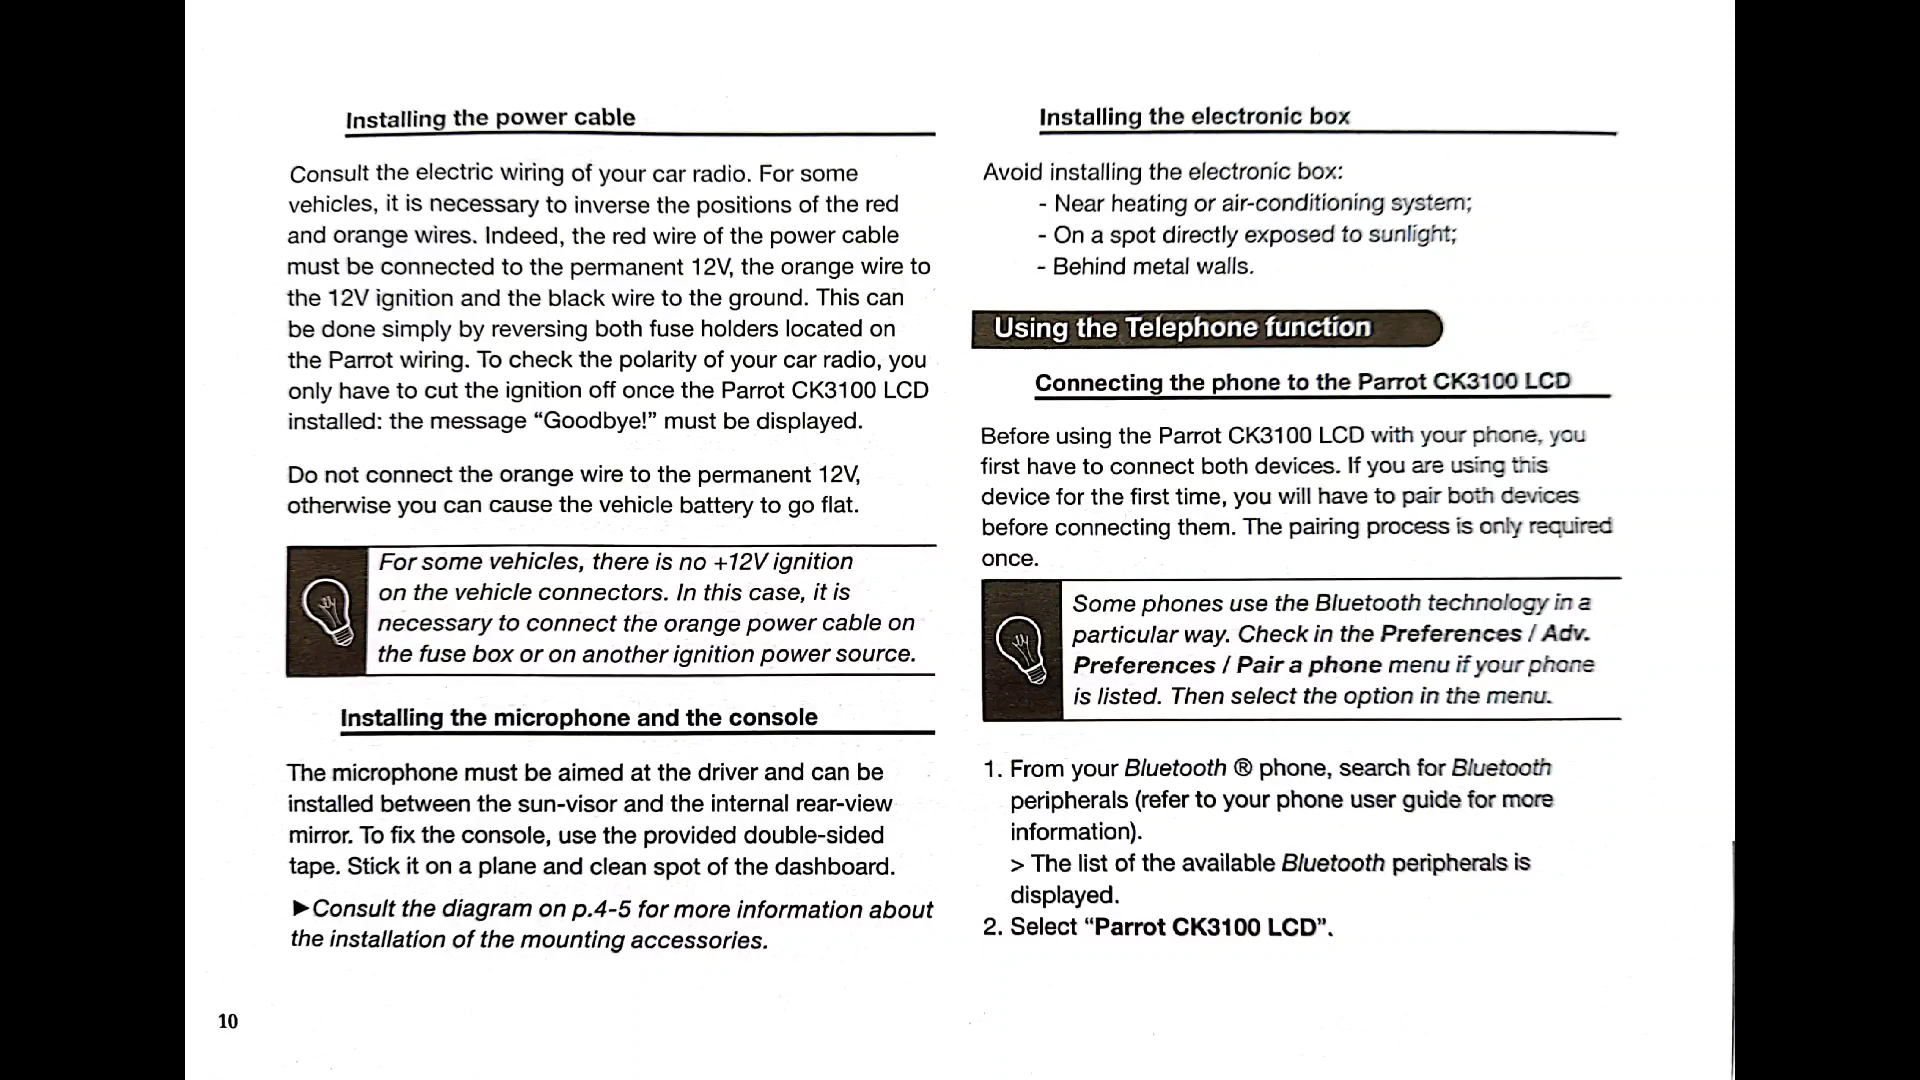 Installing the power cable
Consult the electric wiring of your car radio. For some
vehicles, it is necessary to inverse the positions of the red
and orange wires. Indeed, the red wire of the power cable
must be connected to the permanent 12V, the orange wire to
the 12V ignition and the black wire to the ground. This can
be done simply by reversing both fuse holders located on
the Parrot wiring. To check the polarity of your car radio, you
only have to cut the ignition off once the Parrot CK3100 LCD
installed: the message “Goodbye!” must be displayed.
Do not connect the orange wire to the permanent 12V,
otherwise you can cause the vehicle battery to go flat.
For some vehicles, there is no +12V ignition
on the vehicle connectors. In this case, it is
necessary to connect the orange power cable on
the fuse box or on another ignition power source.
Installing the microphone and the console
The microphone must be aimed at the driver and can be
installed between the sun-visor and the internal rear-view
mirror. To fix the console, use the provided double-sided
tape. Stick it on a plane and clean spot of the dashboard.
►Consult the diagram on p.4-5 for more information about
the installation of the mounting accessories.
10
Installing the electronic box
Avoid installing the electronic box:
- Near heating or air-conditioning system;
- On a spot directly exposed to sunlight;
- Behind metal walls.
Using the Telephone function
Connecting the phone to the Parrot CK3100 LCD
Before using the Parrot CK3100 LCD with your phone, you
first have to connect both devices. If you are using this
device for the first time, you will have to pair both devices
before connecting them. The pairing process is only required
once.
Some phones use the Bluetooth technology in a
particular way. Check in the Preferences / Adv.
Preferences / Pair a phone menu if your phone
is listed. Then select the option in the menu.
1. From your Bluetooth ® phone, search for Bluetooth
peripherals (refer to your phone user guide for more
information).
> The list of the available Bluetooth peripherals is
displayed.
2. Select “Parrot CK3100 LCD”.